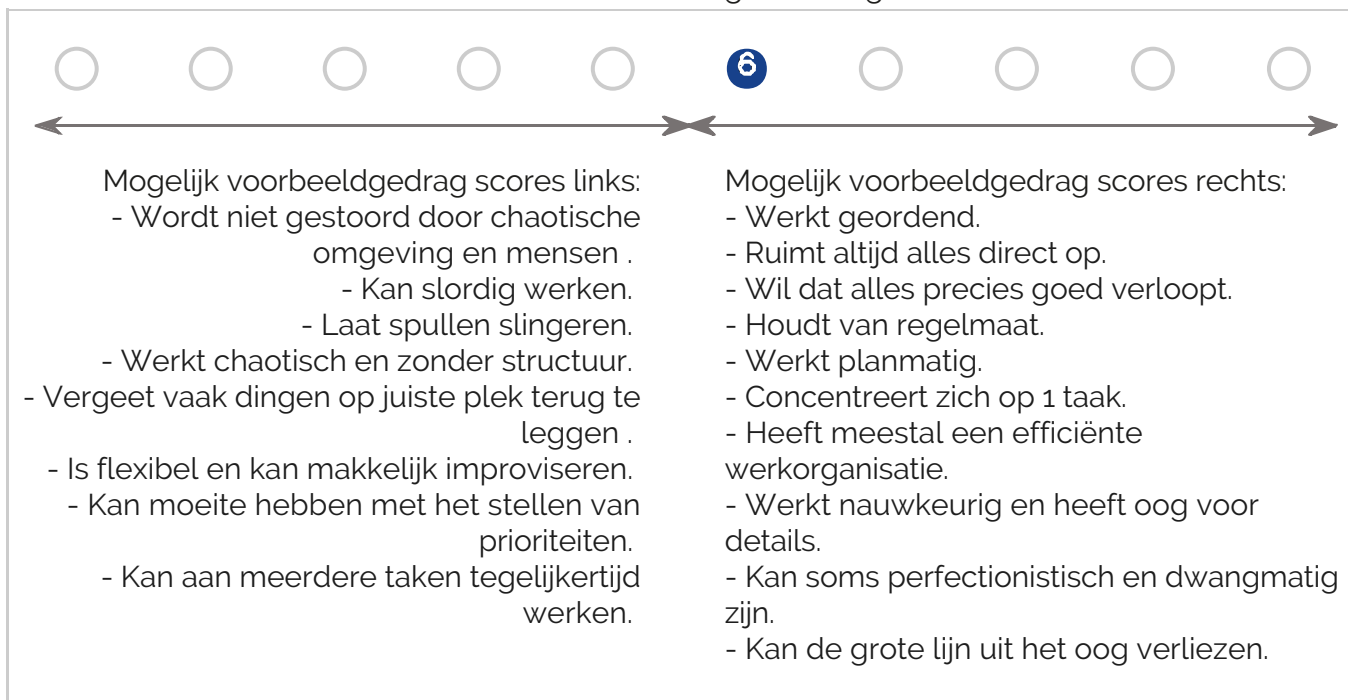 6
Mogelijk voorbeeldgedrag scores links:
- Wordt niet gestoord door chaotische
omgeving en mensen .
- Kan slordig werken.
- Laat spullen slingeren.
- Werkt chaotisch en zonder structuur.
- Vergeet vaak dingen op juiste plek terug te
leggen .
- Is flexibel en kan makkelijk improviseren.
- Kan moeite hebben met het stellen van
prioriteiten.
- Kan aan meerdere taken tegelijkertijd
werken.
Mogelijk voorbeeldgedrag scores rechts:
- Werkt geordend.
- Ruimt altijd alles direct op.
- Wil dat alles precies goed verloopt.
- Houdt van regelmaat.
- Werkt planmatig.
- Concentreert zich op 1 taak.
- Heeft meestal een efficiënte
werkorganisatie.
- Werkt nauwkeurig en heeft oog voor
details.
- Kan soms perfectionistisch en dwangmatig
zijn.
- Kan de grote lijn uit het oog verliezen.